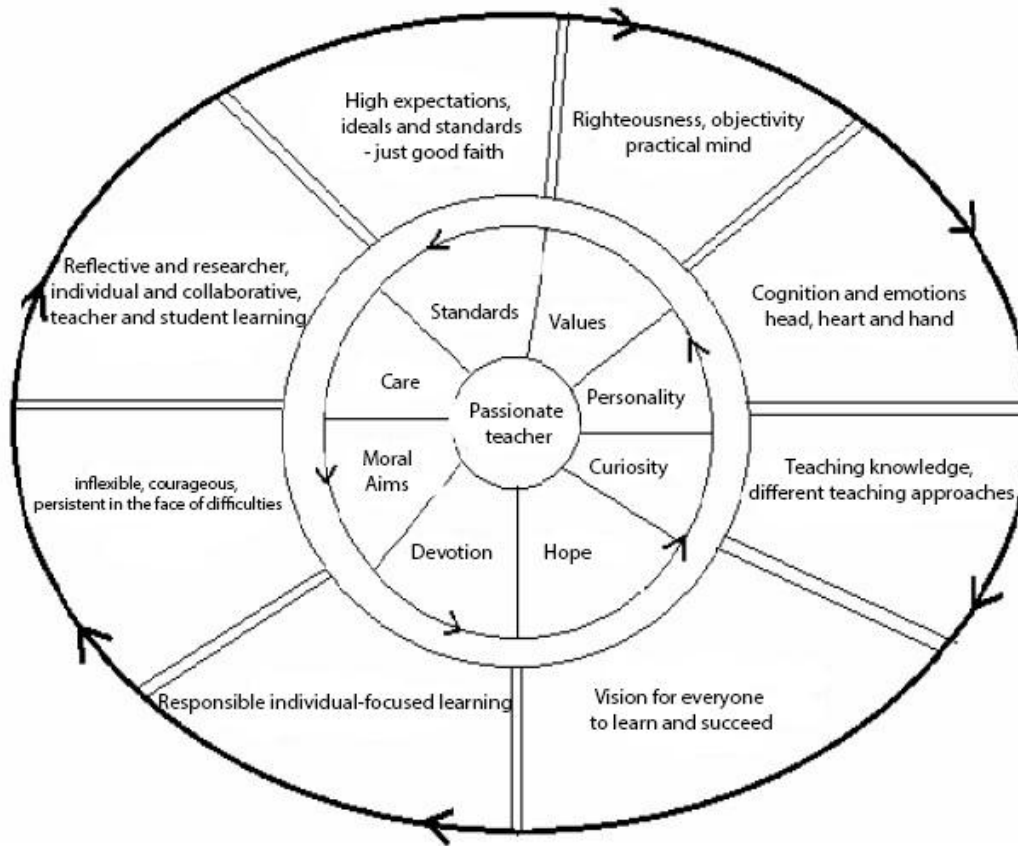 High expectations,
ideals and standards
- just good faith
Righteousness, objectivity
practical mind
Reflective and researcher,
individual and collaborative,
teacher and student learning
Cognition and emotions
head, heart and hand
Standards
Values
Care
Personality
Passionate
teacher
Moral
Aims
Curiosity
Devotion
Hope
inflexible, courageous,
persistent in the face of difficulties
Teaching knowledge,
different teaching approaches
Responsible individual-focused learning
Vision for everyone
to learn and succeed